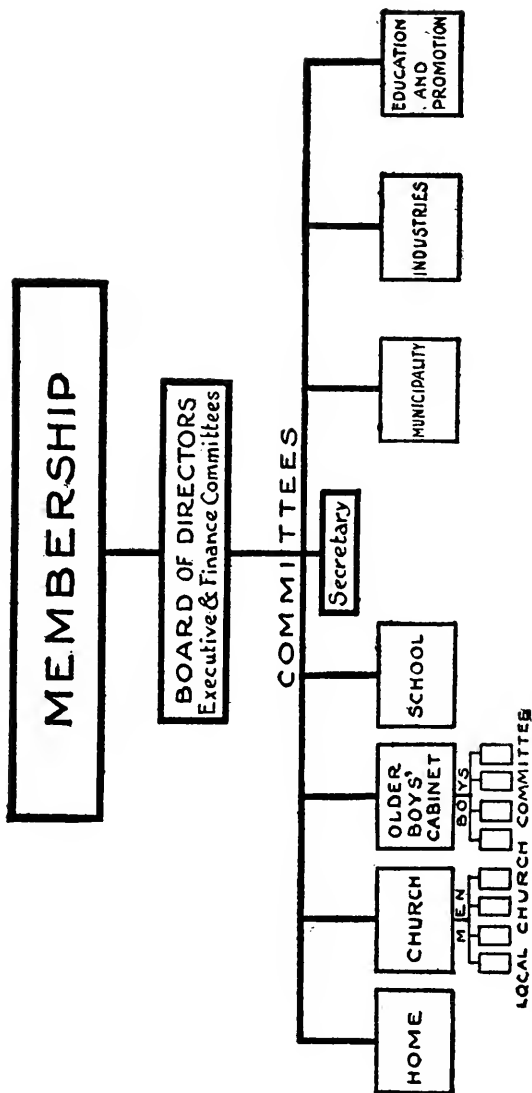 MEMBERSHIP
BOARD OF DIRECTORS
Executive & Finance Committees
COMMITTEES
Secretary
HOME
CHURCH
OLDER
BOYS'
CABINET
SCHOOL
MUNICIPALITY
INDUSTRIES
EDUCATION
AND
PROMOTION
MEN
BOYS
LOCAL CHURCH COMMITTEE